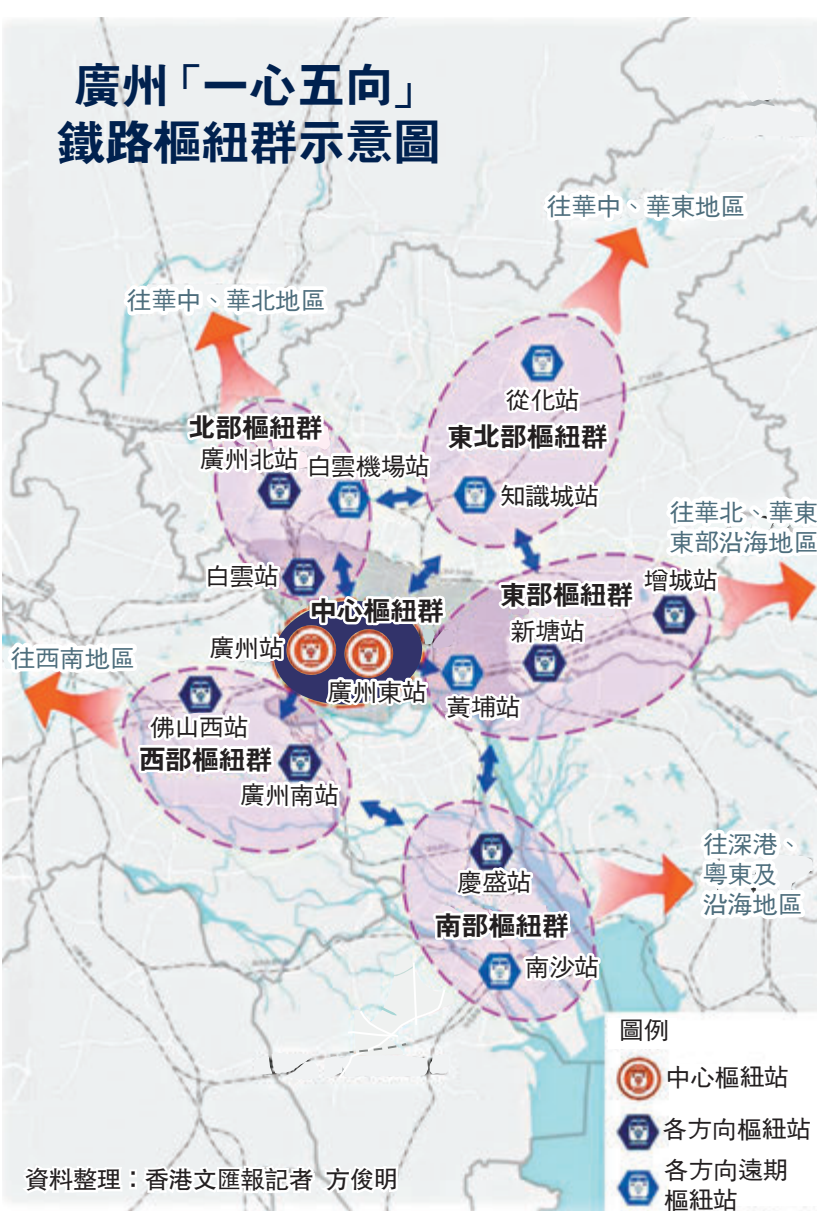 廣州「一心五向」
鐵路樞紐群示意圖
往華中、華東地區
往華中、華北地區
從化站
北部樞紐群
東北部樞紐群
廣州北站
白雲機場站
知識城站
往華北、華東
東部沿海地區
白雲站
中心樞紐群
東部樞紐群
增城站
廣州站
新塘站
往西南地區
廣州東站
黃埔站
佛山西站
西部樞紐群
廣州南站
慶盛站
往深港、
粵東及
沿海地區
南部樞紐群
南沙站
圖例
中心樞紐站
各方向樞紐站
各方向遠期
樞紐站
資料整理：香港文匯報記者 方俊明